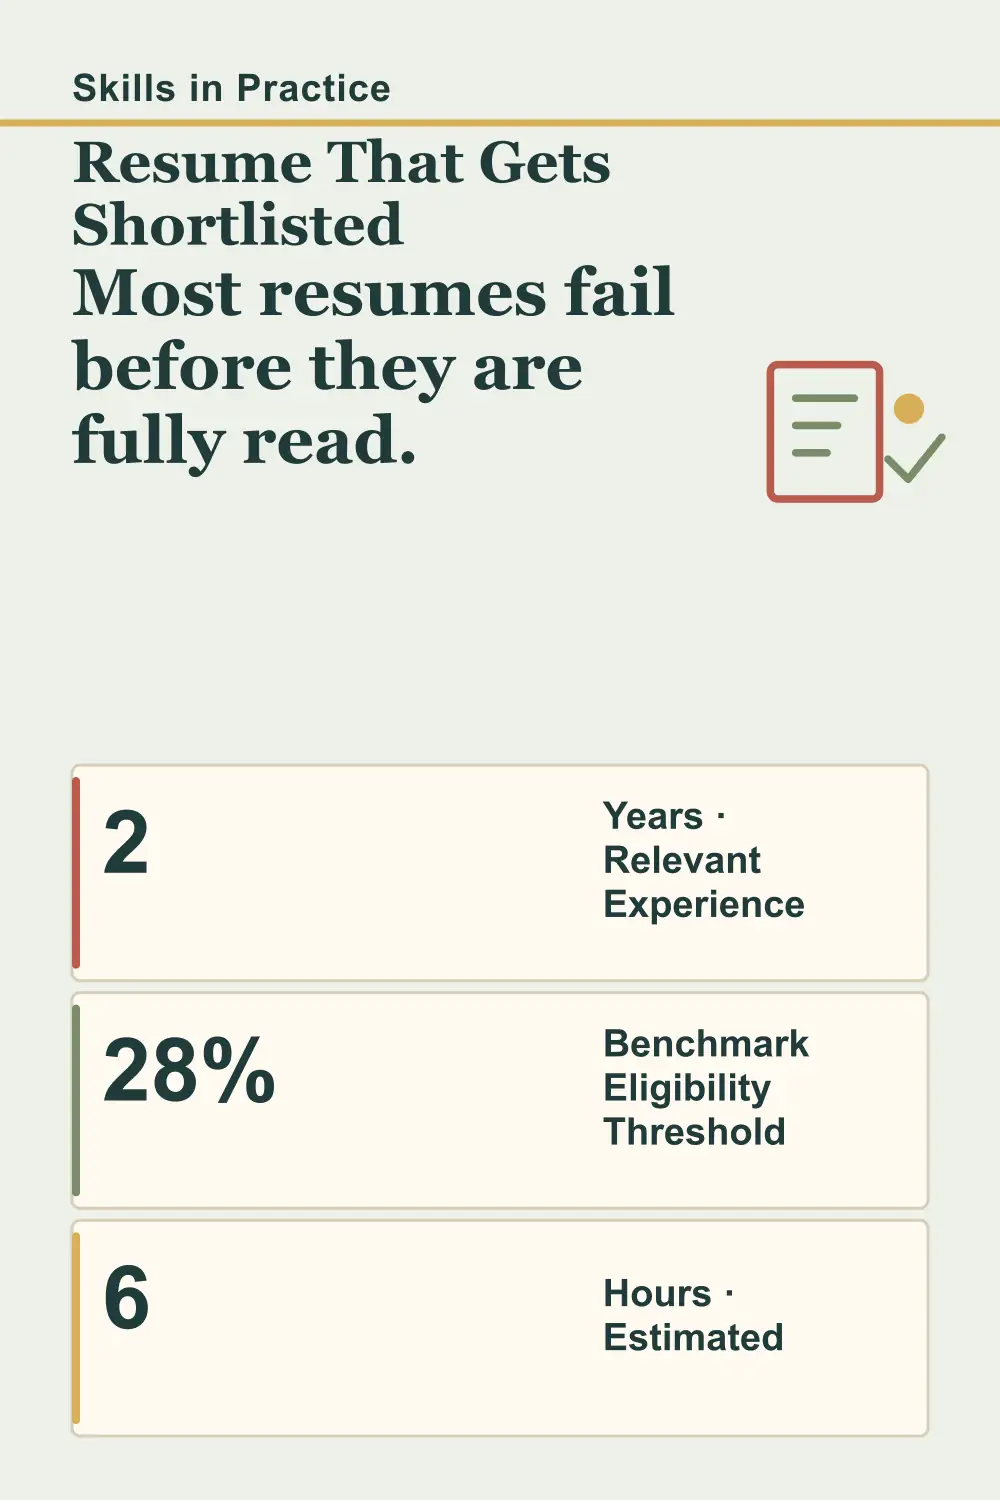 Skills in Practice
Resume That Gets
Shortlisted
Most resumes fail
before they are
fully read.
2
Years ·
Relevant
Experience
28%
Benchmark
Eligibility
Threshold
6
Hours ·
Estimated